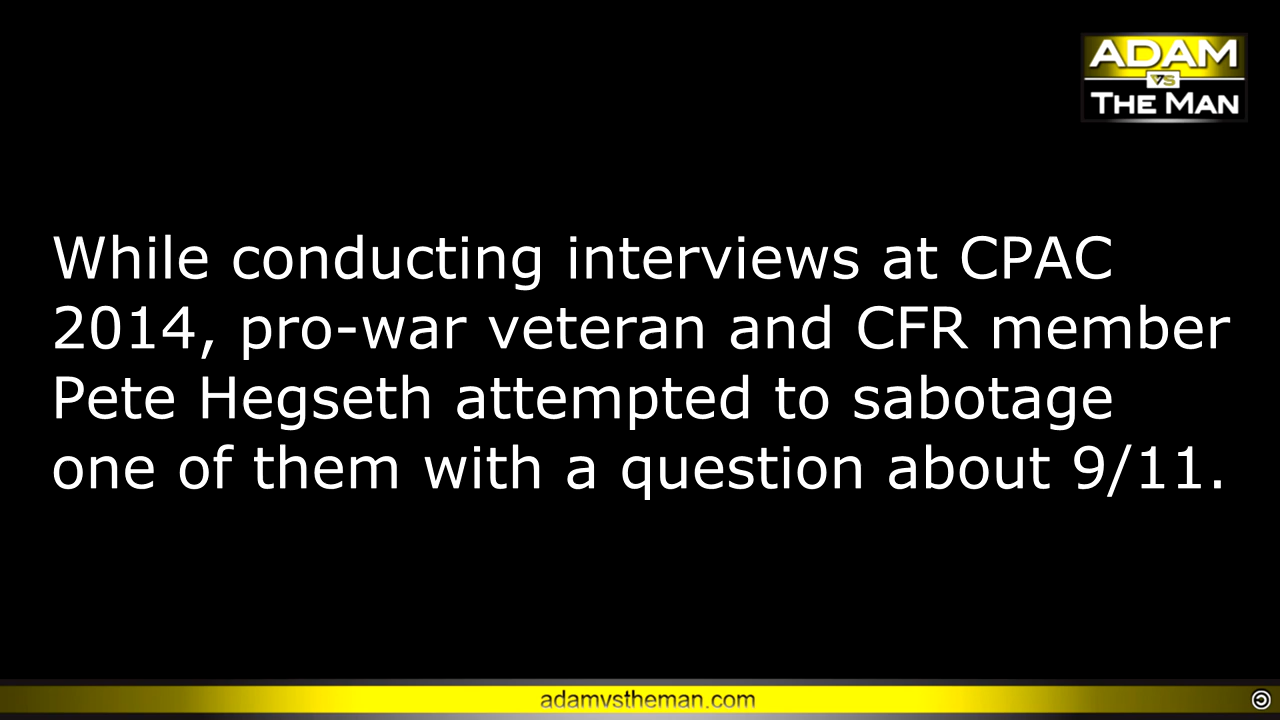 ADAM
VS
THE MAN
While conducting interviews at CPAC
2014, pro-war veteran and CFR member
Pete Hegseth attempted to sabotage
one of them with a question about 9/11.
adamvstheman.com